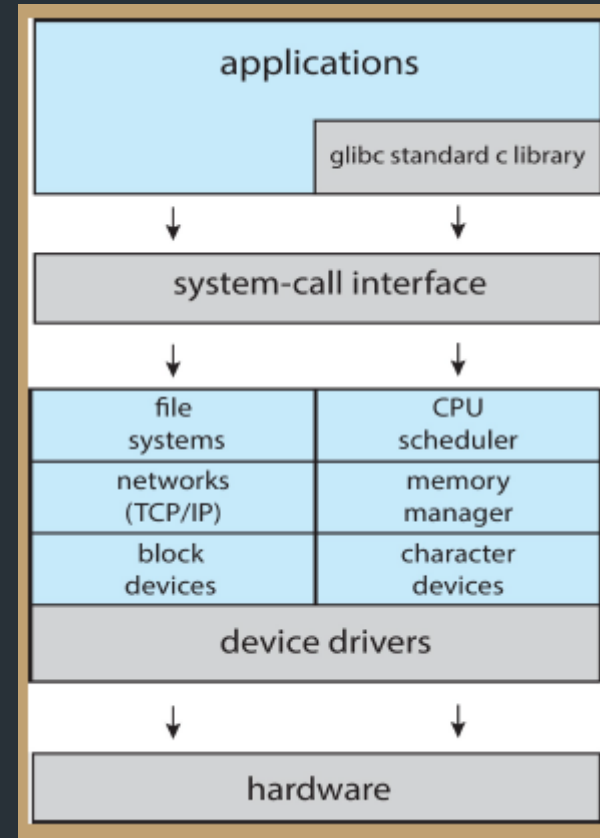 applications
glibc standard c library
system-call interface
file
systems
CPU
scheduler
networks
(TCP/IP)
memory
manager
block
devices
character
devices
device drivers
hardware